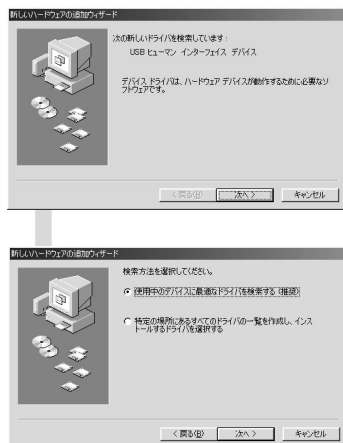 新しいハードウェアの追加ウィザード
次の新しいドライバを検索しています:
USB ヒューマン インターフェイス デバイス
デバイス ドライバは、ハードウェア デバイスが動作するために必要なソ
フトウェアです。
< 戻る(B)
次へ >
キャンセル
新しいハードウェアの追加ウィザード
検索方法を選択してください。
使用中のデバイスに最適なドライバを検索する (推奨)
特定の場所にあるすべてのドライバの一覧を作成し、インス
トールするドライバを選択する
< 戻る(B)
次へ >
キャンセル